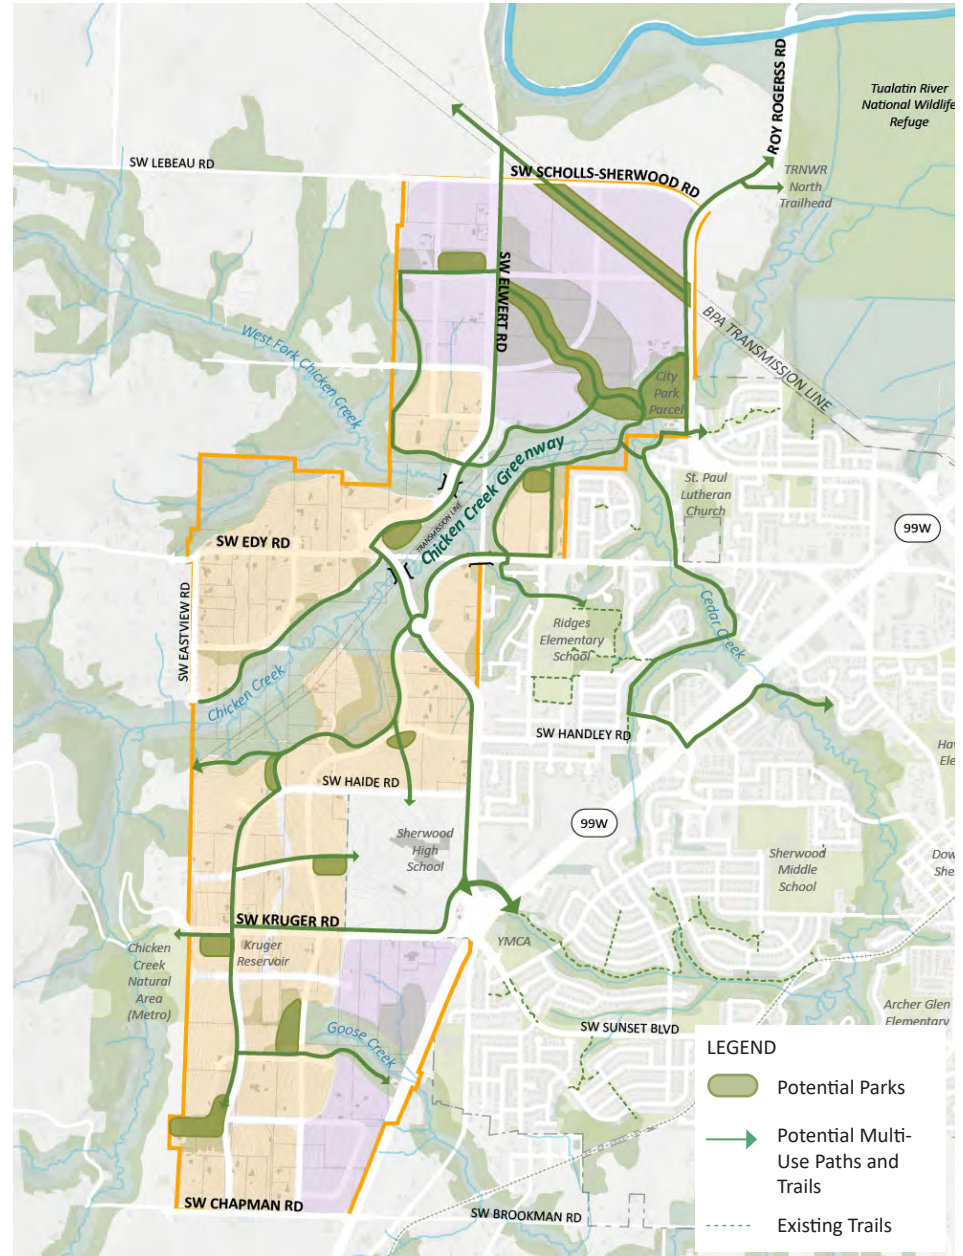 Tualatin River
National Wildlife
Refuge
ROY ROGERSS RD
SW LEBEAU RD
SW SCHOLLS-SHERWOOD RD
TRNWR
North
Trailhead
SW ELWERT RD
BPA TRANSMISSION LINE
West Fork Chicken Creek
City
Park
Parcel
Chicken Creek Greenway
TRANSMISSION LINE
St. Paul
Lutheran
Church
99W
SW EDY RD
SW EASTVIEW RD
Ridges
Elementary
School
Cedar Creek
Chicken Creek
SW HANDLEY RD
SW HAIDE RD
99W
Sherwood
High
School
Sherwood
Middle
School
SW KRUGER RD
Kruger
Reservoir
YMCA
Chicken
Creek
Natural
Area
(Metro)
Archer Glen
Elementary
Goose Creek
SW SUNSET BLVD
SW CHAPMAN RD
SW BROOKMAN RD
LEGEND
Potential Parks
Potential Multi-
Use Paths and
Trails
Existing Trails